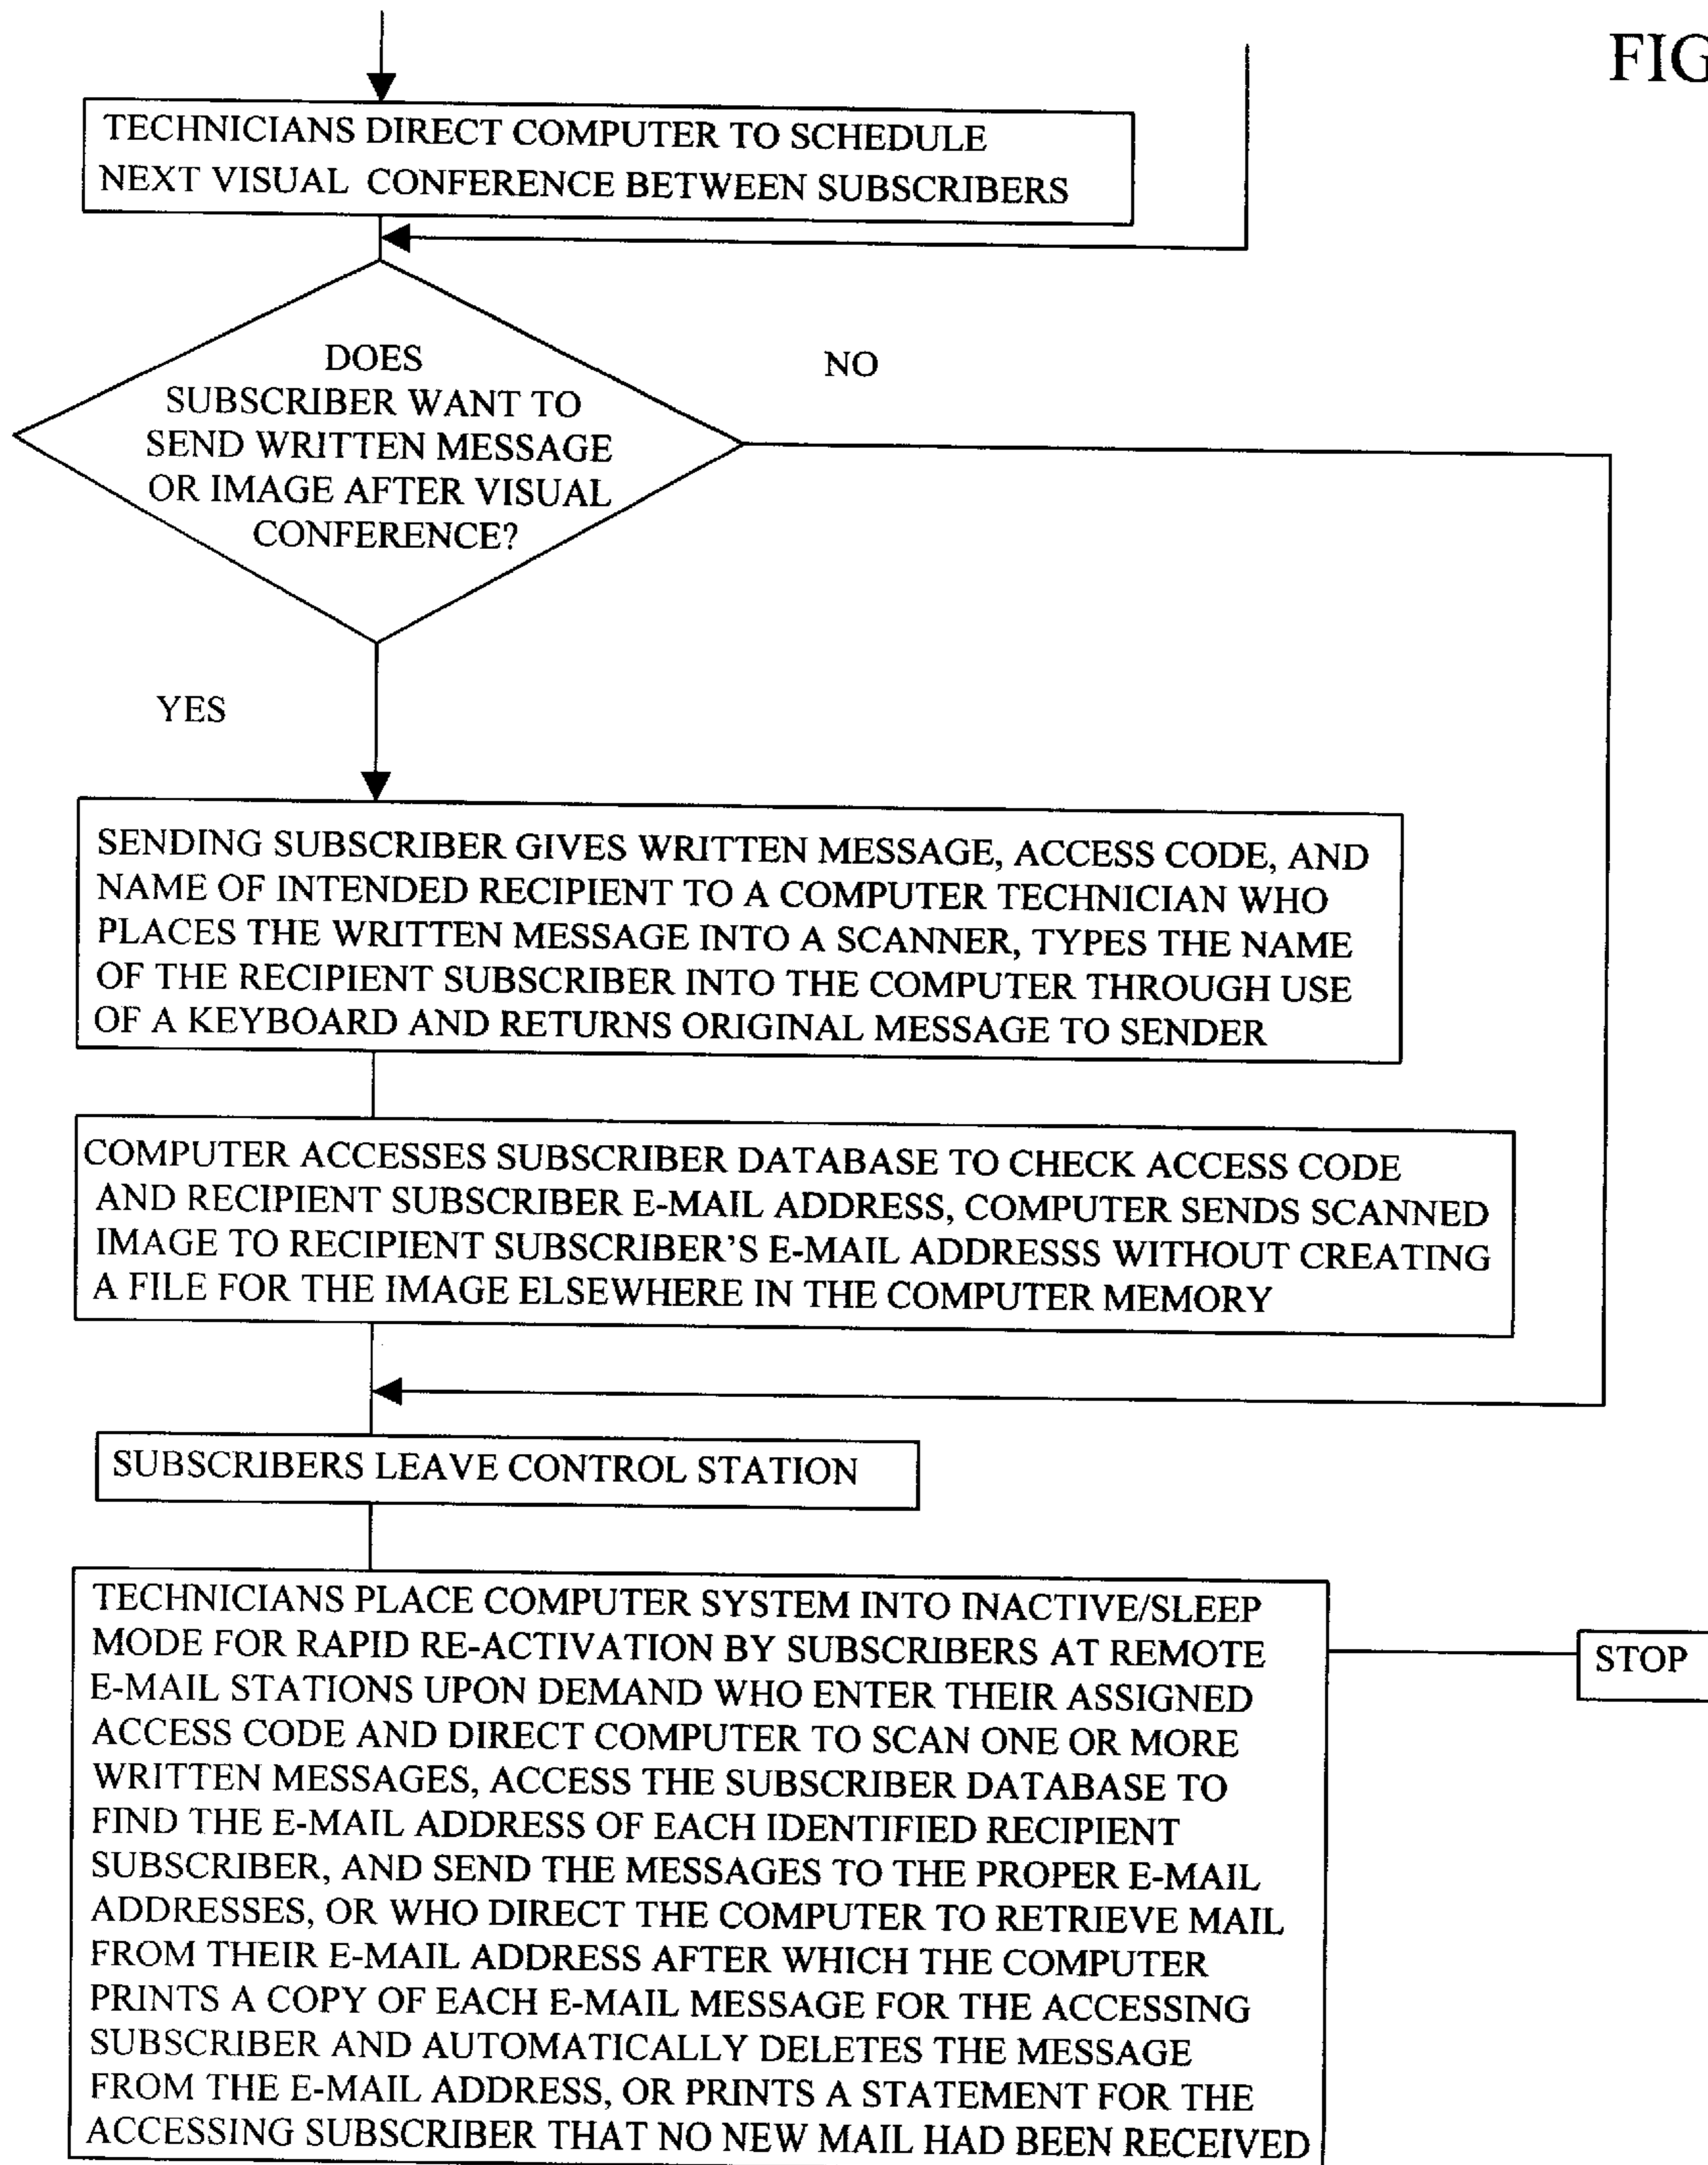 FIG
TECHNICIANS DIRECT COMPUTER TO SCHEDULE
NEXT VISUAL CONFERENCE BETWEEN SUBSCRIBERS
DOES
SUBSCRIBER WANT TO
SEND WRITTEN MESSAGE
OR IMAGE AFTER VISUAL
CONFERENCE?
NO
YES
SENDING SUBSCRIBER GIVES WRITTEN MESSAGE, ACCESS CODE, AND
NAME OF INTENDED RECIPIENT TO A COMPUTER TECHNICIAN WHO
PLACES THE WRITTEN MESSAGE INTO A SCANNER, TYPES THE NAME
OF THE RECIPIENT SUBSCRIBER INTO THE COMPUTER THROUGH USE
OF A KEYBOARD AND RETURNS ORIGINAL MESSAGE TO SENDER
COMPUTER ACCESSES SUBSCRIBER DATABASE TO CHECK ACCESS CODE
AND RECIPIENT SUBSCRIBER E-MAIL ADDRESS, COMPUTER SENDS SCANNED
IMAGE TO RECIPIENT SUBSCRIBER'S E-MAIL ADDRESSS WITHOUT CREATING
A FILE FOR THE IMAGE ELSEWHERE IN THE COMPUTER MEMORY
SUBSCRIBERS LEAVE CONTROL STATION
TECHNICIANS PLACE COMPUTER SYSTEM INTO INACTIVE/SLEEP
MODE FOR RAPID RE-ACTIVATION BY SUBSCRIBERS AT REMOTE
E-MAIL STATIONS UPON DEMAND WHO ENTER THEIR ASSIGNED
ACCESS CODE AND DIRECT COMPUTER TO SCAN ONE OR MORE
WRITTEN MESSAGES, ACCESS THE SUBSCRIBER DATABASE TO
FIND THE E-MAIL ADDRESS OF EACH IDENTIFIED RECIPIENT
SUBSCRIBER, AND SEND THE MESSAGES TO THE PROPER E-MAIL
ADDRESSES, OR WHO DIRECT THE COMPUTER TO RETRIEVE MAIL
FROM THEIR E-MAIL ADDRESS AFTER WHICH THE COMPUTER
PRINTS A COPY OF EACH E-MAIL MESSAGE FOR THE ACCESSING
SUBSCRIBER AND AUTOMATICALLY DELETES THE MESSAGE
FROM THE E-MAIL ADDRESS, OR PRINTS A STATEMENT FOR THE
ACCESSING SUBSCRIBER THAT NO NEW MAIL HAD BEEN RECEIVED
STOP